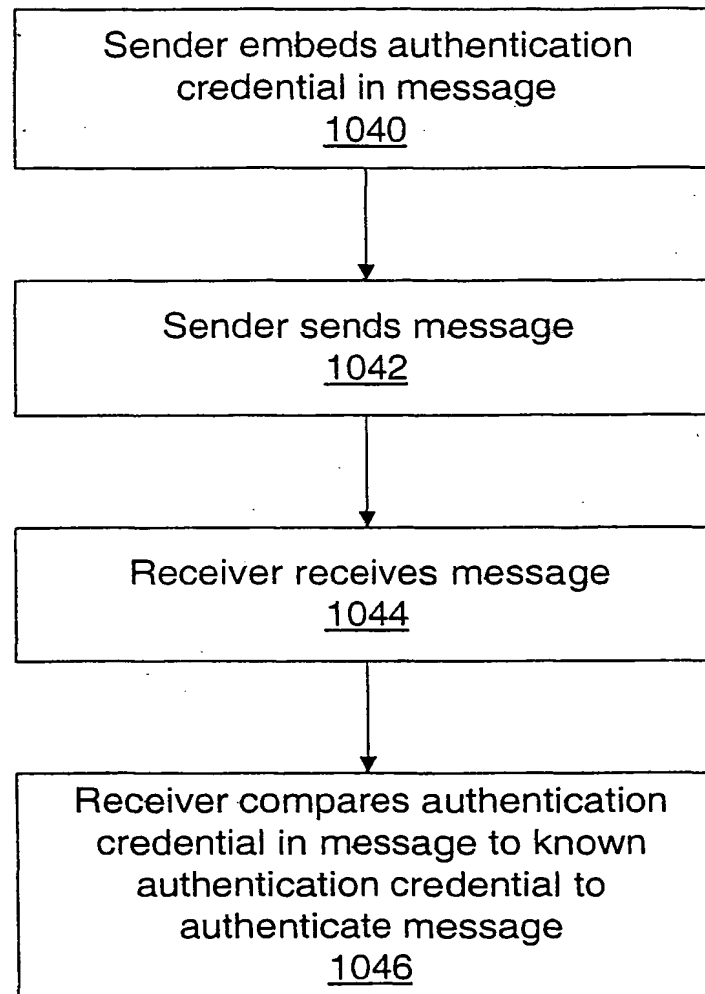 Sender embeds authentication
credential in message
1040
Sender sends message
1042
Receiver receives message
1044
Receiver compares authentication
credential in message to known
authentication credential to
authenticate message
1046